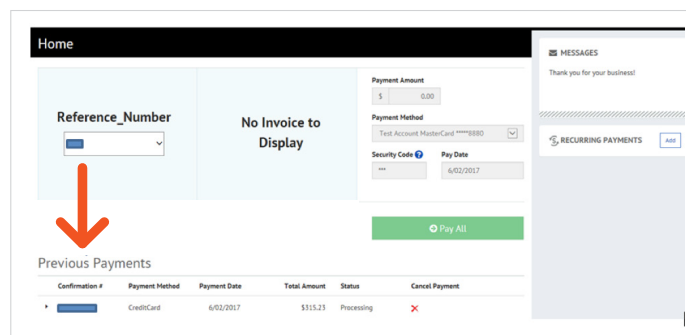 Home
Reference_Number
No Invoice to
Display
Payment Amount
$ 0.00
Payment Method
Test Account MasterCard *****8880
Security Code ?
Pay Date
***
6/02/2017
Pay All
MESSAGES
Thank you for your business!
RECURRING PAYMENTS
Add
Previous Payments
Confirmation # Payment Method Payment Date Total Amount Status Cancel Payment
CreditCard 6/02/2017 $315.23 Processing